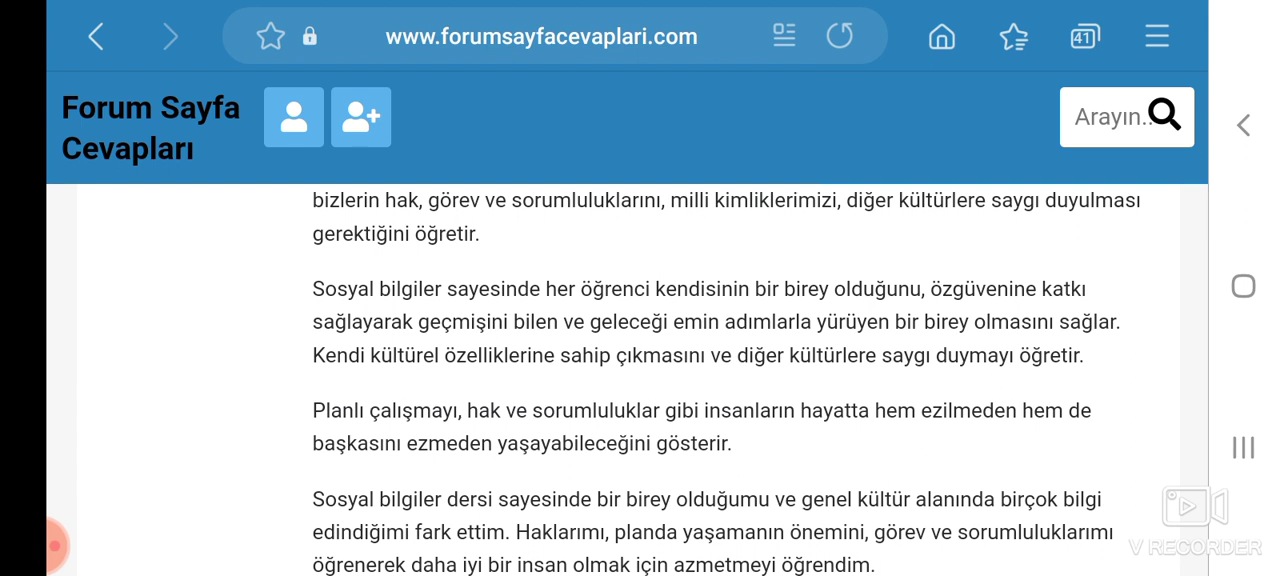 www.forumsayfacevaplari.com
41
Forum Sayfa
Cevapları
Arayın..
bizlerin hak, görev ve sorumluluklarını, milli kimliklerimizi, diğer kültürlere saygı duyulması
gerektiğini öğretir.
Sosyal bilgiler sayesinde her öğrenci kendisinin bir birey olduğunu, özgüvenine katkı
sağlayarak geçmişini bilen ve geleceği emin adımlarla yürüyen bir birey olmasını sağlar.
Kendi kültürel özelliklerine sahip çıkmasını ve diğer kültürlere saygı duymayı öğretir.
Planlı çalışmayı, hak ve sorumluluklar gibi insanların hayatta hem ezilmeden hem de
başkasını ezmeden yaşayabileceğini gösterir.
Sosyal bilgiler dersi sayesinde bir birey olduğumu ve genel kültür alanında birçok bilgi
edindiğimi fark ettim. Haklarımı, planda yaşamanın önemini, görev ve sorumluluklarımı
öğrenerek daha iyi bir insan olmak için azmetmeyi öğrendim.
V RECORDER